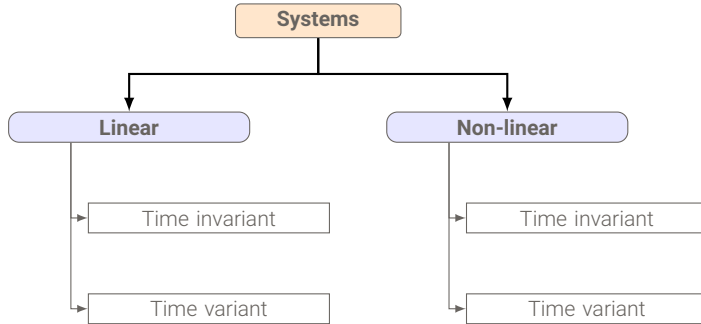 Systems
Linear
Non-linear
Time invariant
Time invariant
Time variant
Time variant